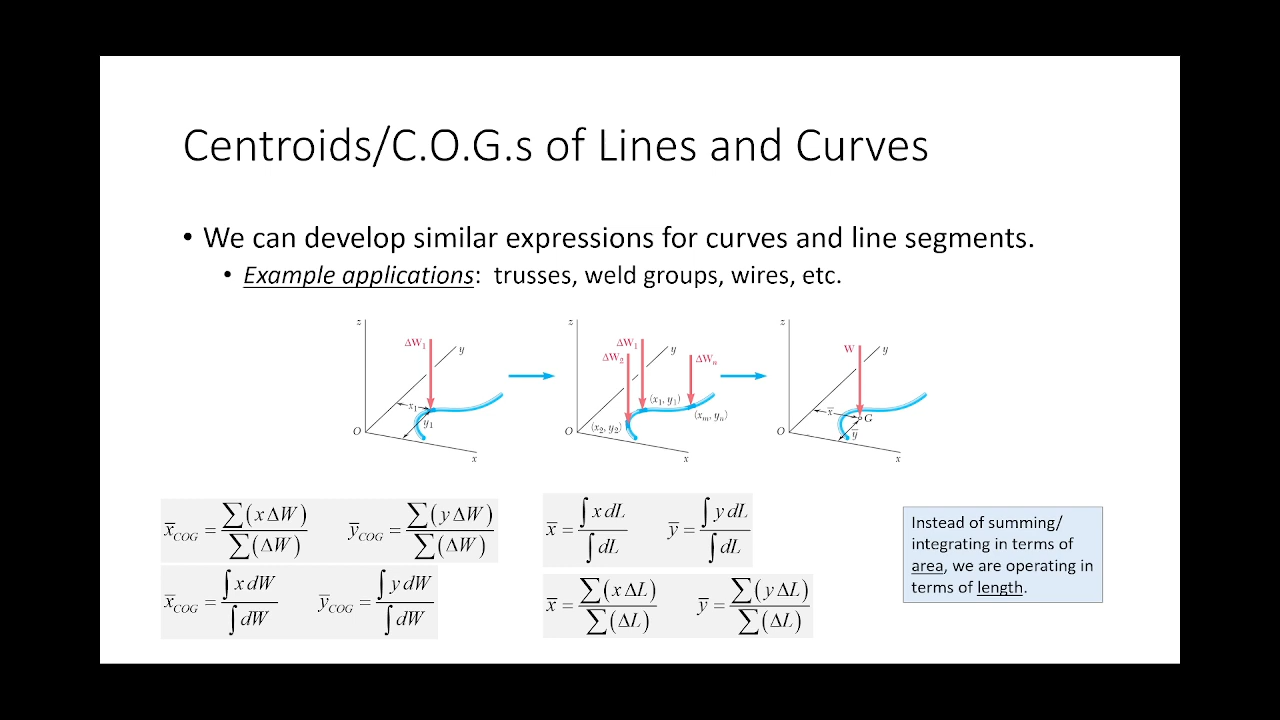 Centroids/C.O.G.s of Lines and Curves
• We can develop similar expressions for curves and line segments.
• Example applications: trusses, weld groups, wires, etc.
z
ΔW₁
y
x₁
y₁
O
x
z
ΔW₁
ΔW₂
y
ΔWₙ
(x₁, y₁)
(xₘ, yₙ)
(x₂, y₂)
O
x
z
W
y
x̅
G
y̅
O
x
x̅_COG = ∑(x ΔW) / ∑(ΔW) y̅_COG = ∑(y ΔW) / ∑(ΔW)
x̅_COG = ∫x dW / ∫dW y̅_COG = ∫y dW / ∫dW
x̅ = ∫x dL / ∫dL y̅ = ∫y dL / ∫dL
x̅ = ∑(x ΔL) / ∑(ΔL) y̅ = ∑(y ΔL) / ∑(ΔL)
Instead of summing/
integrating in terms of
area, we are operating in
terms of length.